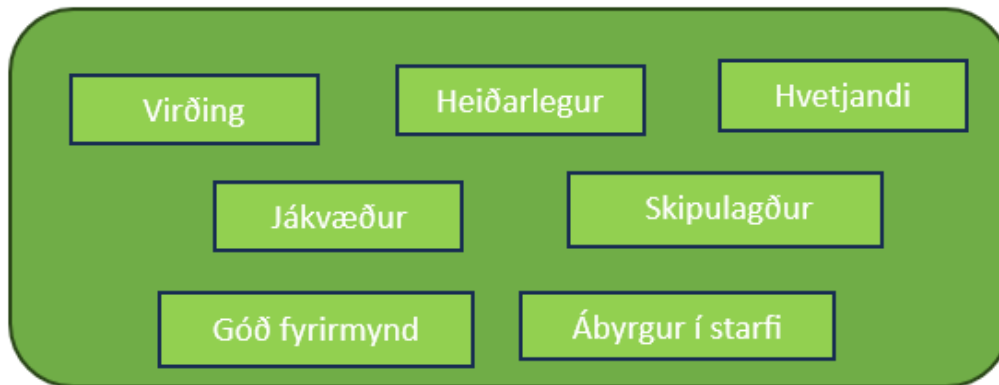 Virðing
Heiðarlegur
Hvetjandi
Jákvæður
Skipulagður
Góð fyrirmynd
Ábyrgur í starfi